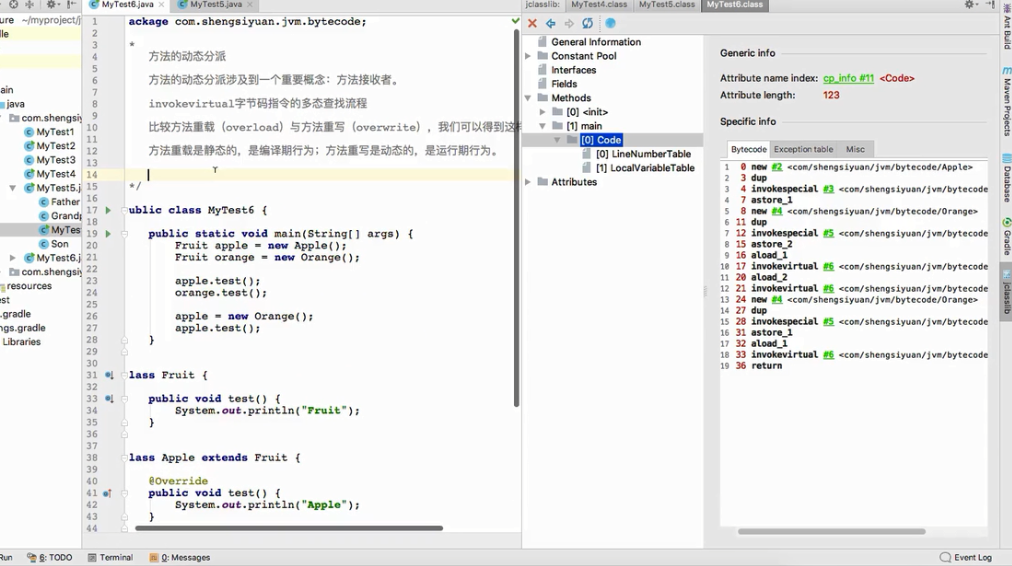 MyTest6.java
MyTest5.java
jclasslib:
MyTest4.class
MyTest5.class
MyTest6.class
1 package com.shengsiyuan.jvm.bytecode;
2
3 *
4 方法的动态分派
5
6 方法的动态分派涉及到一个重要概念：方法接收者。
7
8 invokevirtual字节码指令的多态查找流程
9
10 比较方法重载（overload）与方法重写（overwrite），我们可以得到这样
11
12 方法重载是静态的，是编译期行为；方法重写是动态的，是运行期行为。
13
14
15 */
16
17 ublic class MyTest6 {
18
19 public static void main(String[] args) {
20 Fruit apple = new Apple();
21 Fruit orange = new Orange();
22
23 apple.test();
24 orange.test();
25
26 apple = new Orange();
27 apple.test();
28 }
29
30
31 lass Fruit {
32
33 public void test() {
34 System.out.println("Fruit");
35 }
36
37
38 lass Apple extends Fruit {
39
40 @Override
41 public void test() {
42 System.out.println("Apple");
43 }
44
ure
~/myproject/
dle
ain
java
com.shengsiy
MyTest1
MyTest2
MyTest3
MyTest4
MyTest5.
Father
Grandp
MyTes
Son
MyTest6.j
com.shengsiy
resources
est
.gradle
ngs.gradle
Libraries
General Information
Constant Pool
Interfaces
Fields
Methods
[0] <init>
[1] main
[0] Code
[0] LineNumberTable
[1] LocalVariableTable
Attributes
Generic info
Attribute name index: cp_info #11 <Code>
Attribute length: 123
Specific info
Bytecode Exception table Misc
1 0 new #2 <com/shengsiyuan/jvm/bytecode/Apple>
2 3 dup
3 4 invokespecial #3 <com/shengsiyuan/jvm/bytecode
4 7 astore_1
5 8 new #4 <com/shengsiyuan/jvm/bytecode/Orange>
6 11 dup
7 12 invokespecial #5 <com/shengsiyuan/jvm/bytecode
8 15 astore_2
9 16 aload_1
10 17 invokevirtual #6 <com/shengsiyuan/jvm/bytecode
11 20 aload_2
12 21 invokevirtual #6 <com/shengsiyuan/jvm/bytecode
13 24 new #4 <com/shengsiyuan/jvm/bytecode/Orange>
14 27 dup
15 28 invokespecial #5 <com/shengsiyuan/jvm/bytecode
16 31 astore_1
17 32 aload_1
18 33 invokevirtual #6 <com/shengsiyuan/jvm/bytecode
19 36 return
Ant Build
Maven Projects
Database
Gradle
jclasslib
Run
6: TODO
Terminal
0: Messages
Event Log